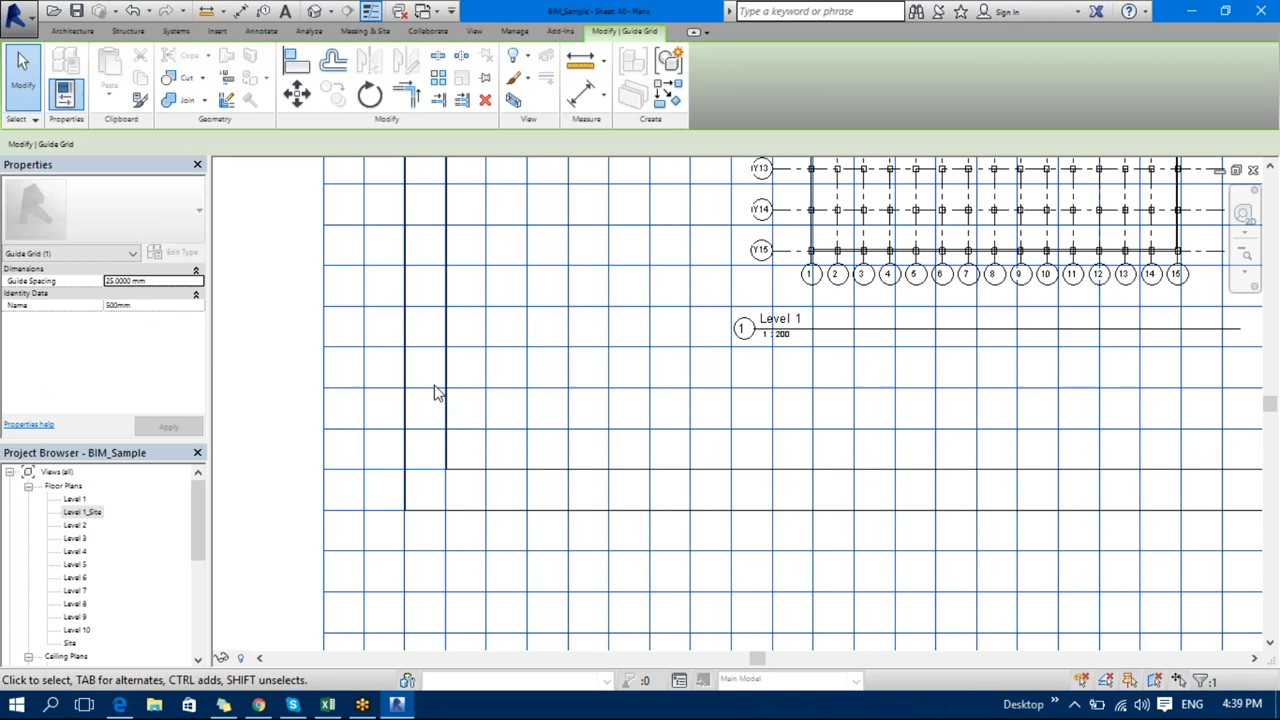 BIM_Sample - Sheet: A0 - Plans
Type a keyword or phrase
Sign In
Architecture Structure Systems Insert Annotate Analyze Massing & Site Collaborate View Manage Add-Ins Modify | Guide Grid
Modify
Paste
Cope
Cut
Join
Select Properties Clipboard Geometry Modify View Measure Create
Modify | Guide Grid
Properties
Guide Grid (1)
Edit Type
Dimensions
Guide Spacing 25.0000 mm
Identity Data
Name 500mm
Properties help
Apply
Project Browser - BIM_Sample
Views (all)
Floor Plans
Level 1
Level 1_Site
Level 2
Level 3
Level 4
Level 5
Level 6
Level 7
Level 8
Level 9
Level 10
Site
Ceiling Plans
Y13
Y14
Y15
1 2 3 4 5 6 7 8 9 10 11 12 13 14 15
1 Level 1
1 : 200
2D
Click to select, TAB for alternates, CTRL adds, SHIFT unselects.
:0
Main Model
:1
Desktop
ENG
4:39 PM